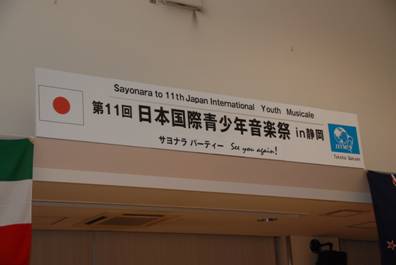 Sayonara to 11th Japan International Youth Musicale
第11回 日本国際青少年音楽祭 in静岡
サヨナラ パーティー See you again!